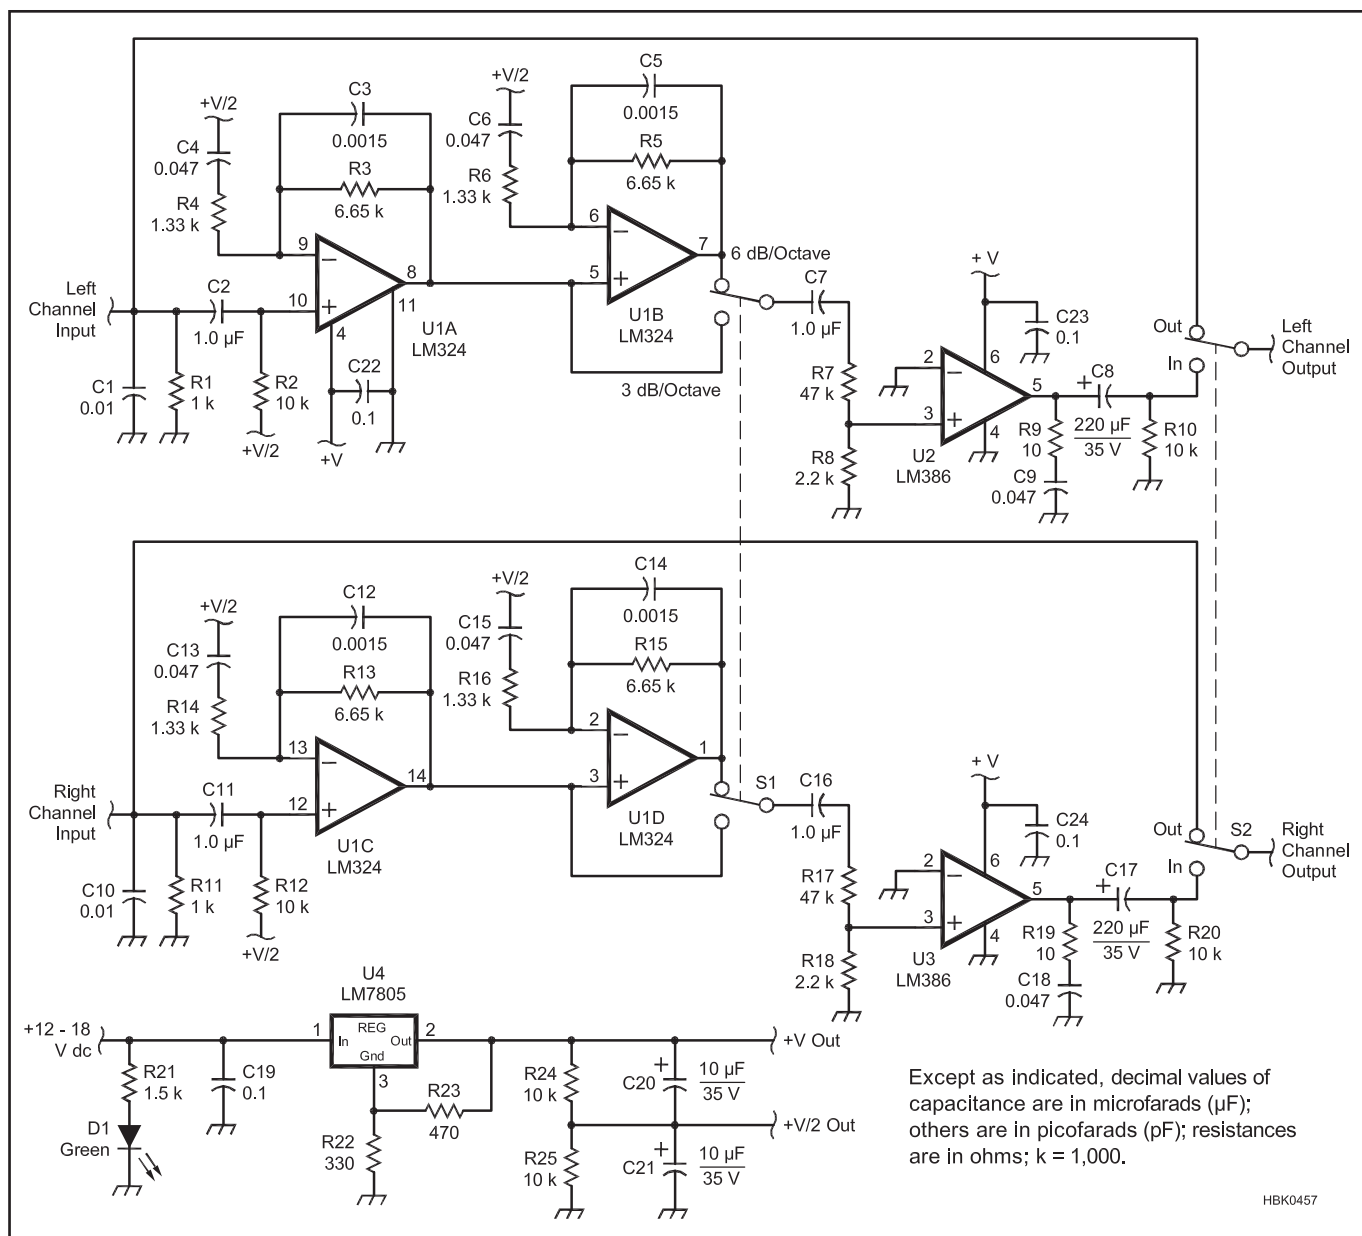 +V/2
C3
0.0015
C4
0.047
R3
6.65 k
R4
1.33 k
+V/2
C5
0.0015
C6
0.047
R5
6.65 k
R6
1.33 k
9
8
10
11
4
U1A
LM324
6
7
5
U1B
LM324
6 dB/Octave
3 dB/Octave
Left
Channel
Input
C2
1.0 µF
C1
0.01
R1
1 k
R2
10 k
+V/2
C22
0.1
+V
C7
1.0 µF
R7
47 k
R8
2.2 k
+ V
C23
0.1
2
6
5
3
4
U2
LM386
C8
220 µF
35 V
R9
10
C9
0.047
R10
10 k
Out
In
Left
Channel
Output
+V/2
C12
0.0015
C13
0.047
R13
6.65 k
R14
1.33 k
+V/2
C14
0.0015
C15
0.047
R15
6.65 k
R16
1.33 k
13
14
12
U1C
LM324
2
1
3
U1D
LM324
Right
Channel
Input
C11
1.0 µF
C10
0.01
R11
1 k
R12
10 k
+V/2
S1
C16
1.0 µF
R17
47 k
R18
2.2 k
+ V
C24
0.1
2
6
5
3
4
U3
LM386
C17
220 µF
35 V
R19
10
C18
0.047
R20
10 k
Out
In
S2
Right
Channel
Output
U4
LM7805
+12 - 18
V dc
1
REG
In
Out
Gnd
2
3
R21
1.5 k
D1
Green
C19
0.1
R22
330
R23
470
R24
10 k
R25
10 k
C20
10 µF
35 V
C21
10 µF
35 V
+V Out
+V/2 Out
Except as indicated, decimal values of
capacitance are in microfarads (µF);
others are in picofarads (pF); resistances
are in ohms; k = 1,000.
HBK0457